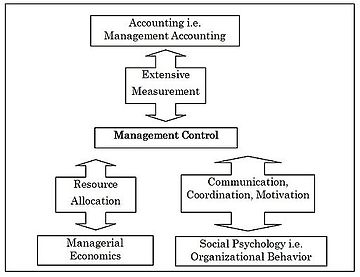 Accounting i.e.
Management Accounting
Extensive
Measurement
Management Control
Resource
Allocation
Communication,
Coordination, Motivation
Managerial
Economics
Social Psychology i.e.
Organizational Behavior